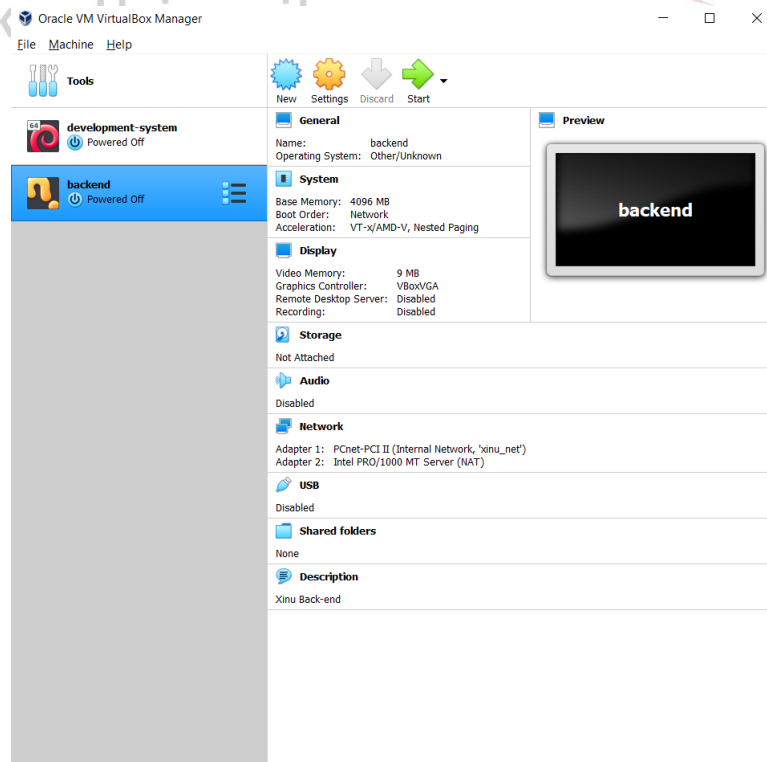 Oracle VM VirtualBox Manager
File Machine Help
Tools
New Settings Discard Start
64
development-system
Powered Off
backend
Powered Off
General
Name: backend
Operating System: Other/Unknown
Preview
backend
System
Base Memory: 4096 MB
Boot Order: Network
Acceleration: VT-x/AMD-V, Nested Paging
Display
Video Memory: 9 MB
Graphics Controller: VBoxVGA
Remote Desktop Server: Disabled
Recording: Disabled
Storage
Not Attached
Audio
Disabled
Network
Adapter 1: PCnet-PCI II (Internal Network, 'xinu_net')
Adapter 2: Intel PRO/1000 MT Server (NAT)
USB
Disabled
Shared folders
None
Description
Xinu Back-end